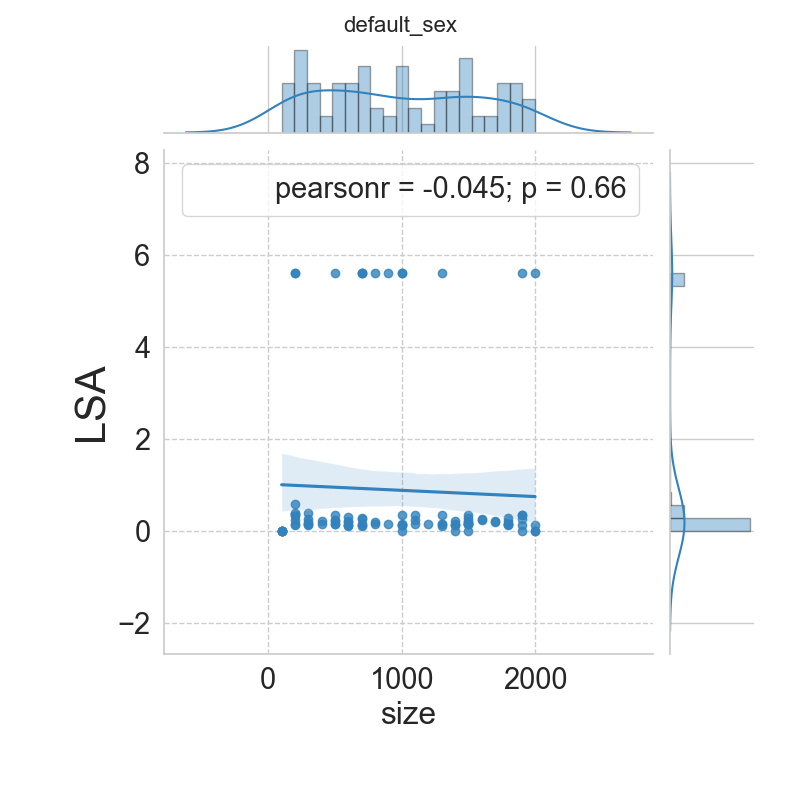 default_sex
8
pearsonr = -0.045; p = 0.66
6
4
LSA
2
0
−2
0 1000 2000
size